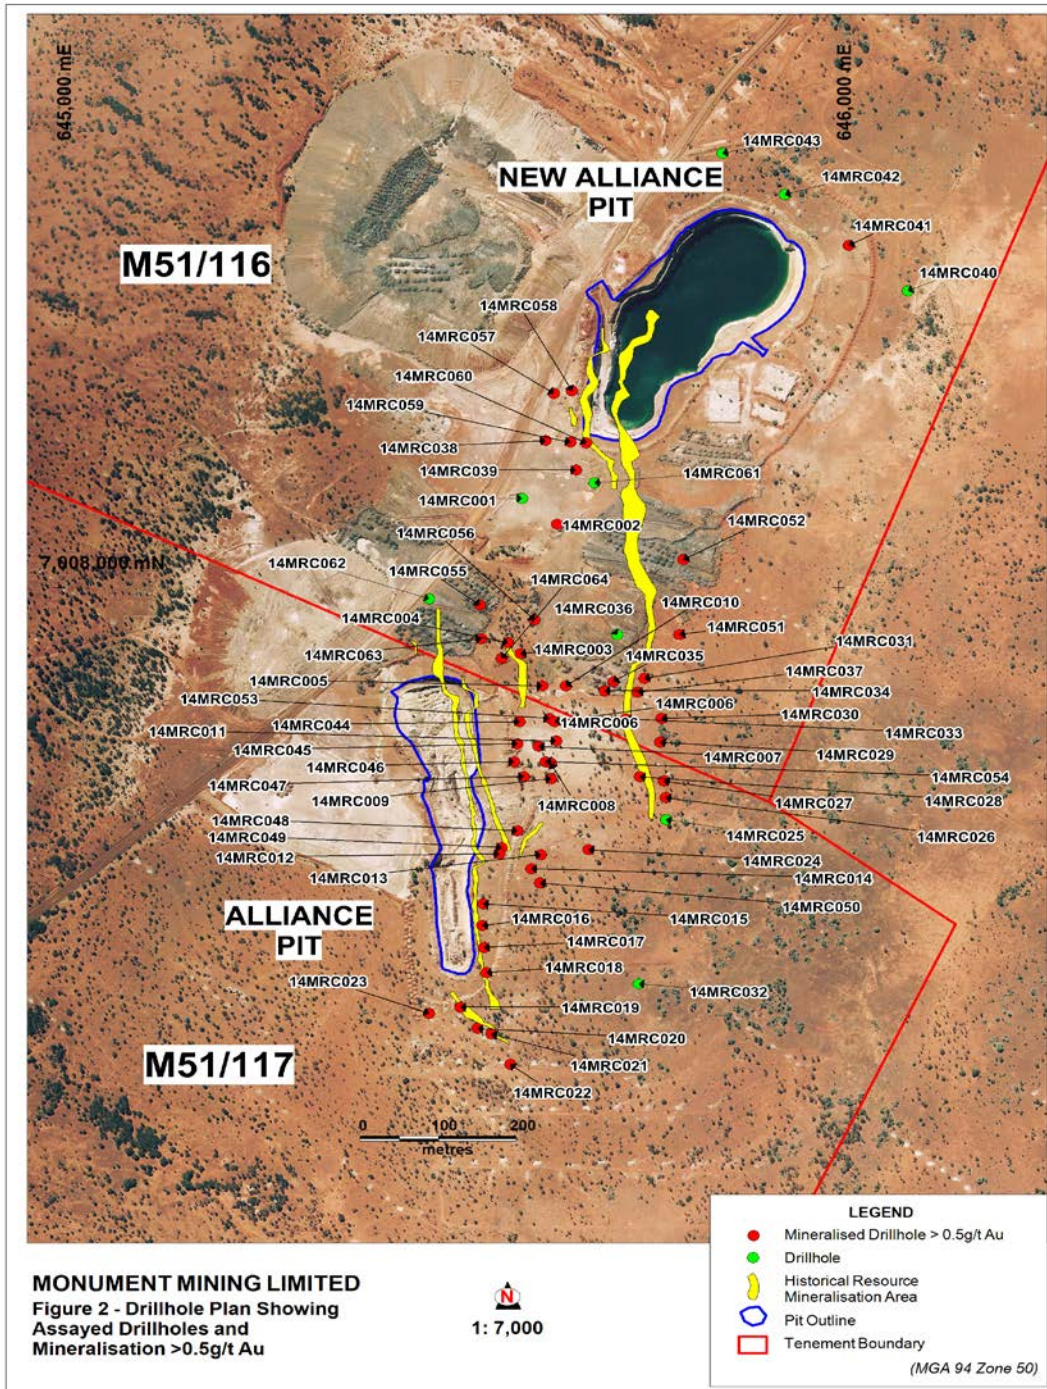 645,000 mE
646,000 mE
14MRC043
NEW ALLIANCE
PIT
14MRC042
14MRC041
M51/116
14MRC040
14MRC058
14MRC057
14MRC060
14MRC059
14MRC038
14MRC039
14MRC061
14MRC001
14MRC002
14MRC052
14MRC056
7,008,000 mN
14MRC062
14MRC055
14MRC064
14MRC010
14MRC036
14MRC004
14MRC051
14MRC031
14MRC063
14MRC003
14MRC035
14MRC037
14MRC005
14MRC034
14MRC053
14MRC006
14MRC030
14MRC044
14MRC006
14MRC011
14MRC033
14MRC045
14MRC007
14MRC029
14MRC046
14MRC054
14MRC047
14MRC028
14MRC009
14MRC008
14MRC027
14MRC048
14MRC025
14MRC026
14MRC049
14MRC012
14MRC024
14MRC013
14MRC014
14MRC050
ALLIANCE
PIT
14MRC016
14MRC015
14MRC017
14MRC018
14MRC023
14MRC032
14MRC019
14MRC020
M51/117
14MRC021
14MRC022
0 100 200
metres
LEGEND
Mineralised Drillhole > 0.5g/t Au
Drillhole
Historical Resource
Mineralisation Area
Pit Outline
Tenement Boundary
(MGA 94 Zone 50)
MONUMENT MINING LIMITED
Figure 2 - Drillhole Plan Showing
Assayed Drillholes and
Mineralisation >0.5g/t Au
N
1: 7,000